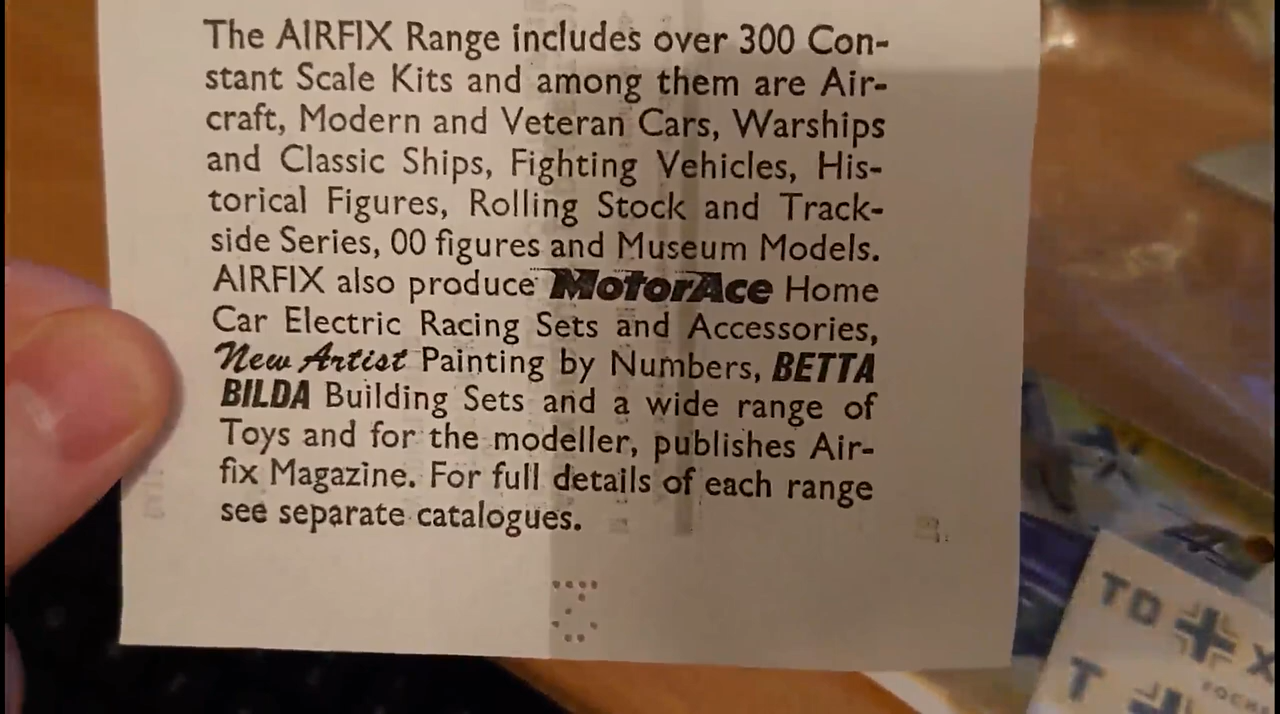 The AIRFIX Range includes over 300 Con-
stant Scale Kits and among them are Air-
craft, Modern and Veteran Cars, Warships
and Classic Ships, Fighting Vehicles, His-
torical Figures, Rolling Stock and Track-
side Series, 00 figures and Museum Models.
AIRFIX also produce MotorAce Home
Car Electric Racing Sets and Accessories,
New Artist Painting by Numbers, BETTA
BILDA Building Sets and a wide range of
Toys and for the modeller, publishes Air-
fix Magazine. For full details of each range
see separate catalogues.
TD X
T